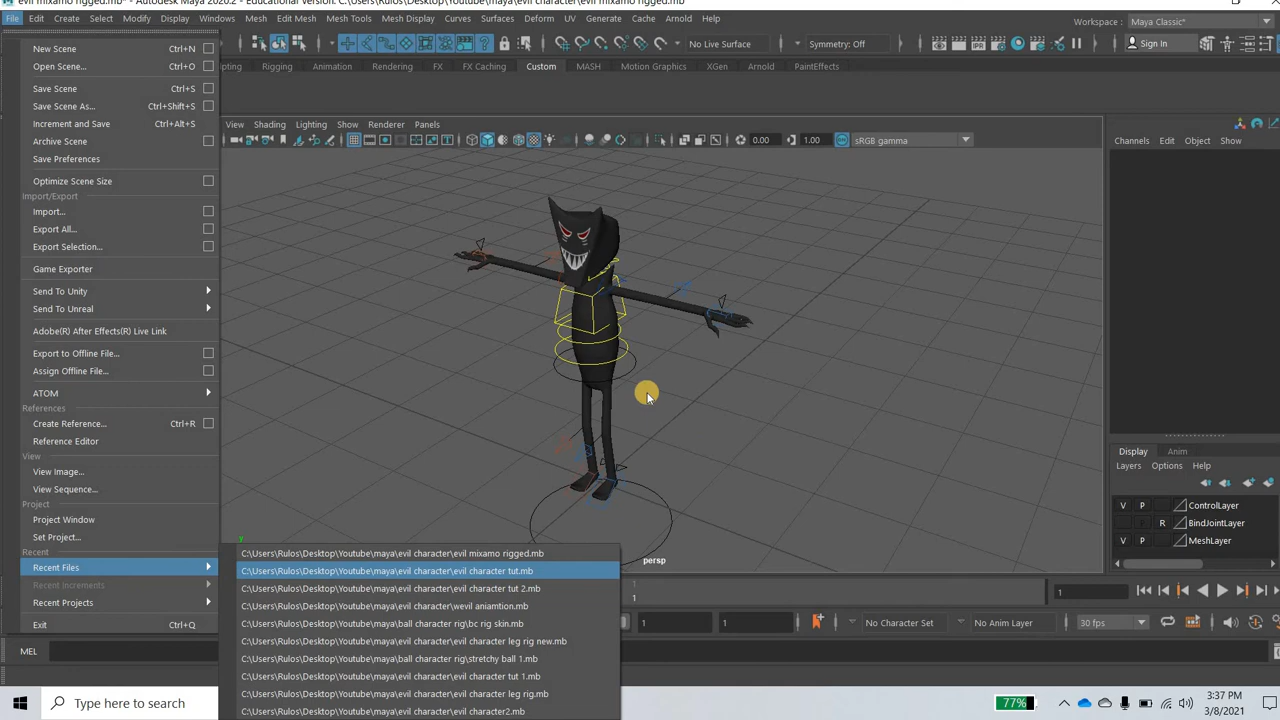 evil mixamo rigged.mb* - Autodesk Maya 2020.2 - Educational Version: C:\Users\Rulos\Desktop\Youtube\maya\evil character\evil mixamo rigged.mb*
File Edit Create Select Modify Display Windows Mesh Edit Mesh Mesh Tools Mesh Display Curves Surfaces Deform UV Generate Cache Arnold Help
Workspace: Maya Classic*
No Live Surface Symmetry: Off Sign In
pting Rigging Animation Rendering FX FX Caching Custom MASH Motion Graphics XGen Arnold PaintEffects
View Shading Lighting Show Renderer Panels
0.00 1.00 sRGB gamma
Channels Edit Object Show
New Scene Ctrl+N
Open Scene... Ctrl+O
Save Scene Ctrl+S
Save Scene As... Ctrl+Shift+S
Increment and Save Ctrl+Alt+S
Archive Scene
Save Preferences
Optimize Scene Size
Import/Export
Import...
Export All...
Export Selection...
Game Exporter
Send To Unity
Send To Unreal
Adobe(R) After Effects(R) Live Link
Export to Offline File...
Assign Offline File...
ATOM
References
Create Reference... Ctrl+R
Reference Editor
View
View Image...
View Sequence...
Project
Project Window
Set Project...
Recent
Recent Files
Recent Increments
Recent Projects
Exit Ctrl+Q
C:\Users\Rulos\Desktop\Youtube\maya\evil character\evil mixamo rigged.mb
C:\Users\Rulos\Desktop\Youtube\maya\evil character\evil character tut.mb
C:\Users\Rulos\Desktop\Youtube\maya\evil character\evil character tut 2.mb
C:\Users\Rulos\Desktop\Youtube\maya\evil character\wevil aniamtion.mb
C:\Users\Rulos\Desktop\Youtube\maya\ball character rig\bc rig skin.mb
C:\Users\Rulos\Desktop\Youtube\maya\evil character\evil character leg rig new.mb
C:\Users\Rulos\Desktop\Youtube\maya\ball character rig\stretchy ball 1.mb
C:\Users\Rulos\Desktop\Youtube\maya\evil character\evil character tut 1.mb
C:\Users\Rulos\Desktop\Youtube\maya\evil character\evil character leg rig.mb
C:\Users\Rulos\Desktop\Youtube\maya\evil character\evil character2.mb
y
persp
Display Anim
Layers Options Help
V P ControlLayer
R BindJointLayer
V P MeshLayer
1
1
1
1 1 No Character Set No Anim Layer 30 fps
MEL
Type here to search
77%
3:37 PM
3/8/2021